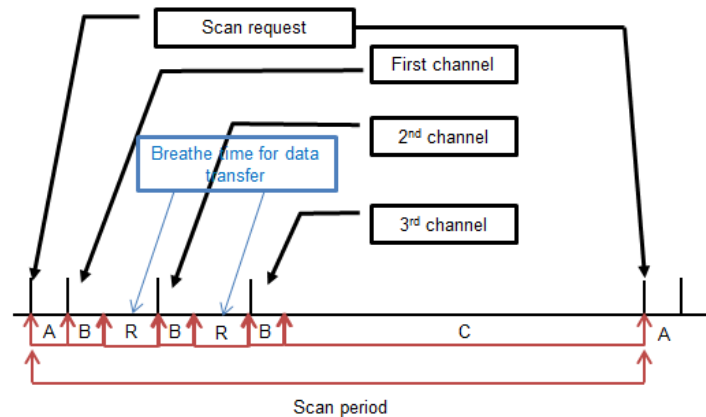 Scan request
First channel
2nd channel
Breathe time for data
transfer
3rd channel
A B R B R B C A
Scan period